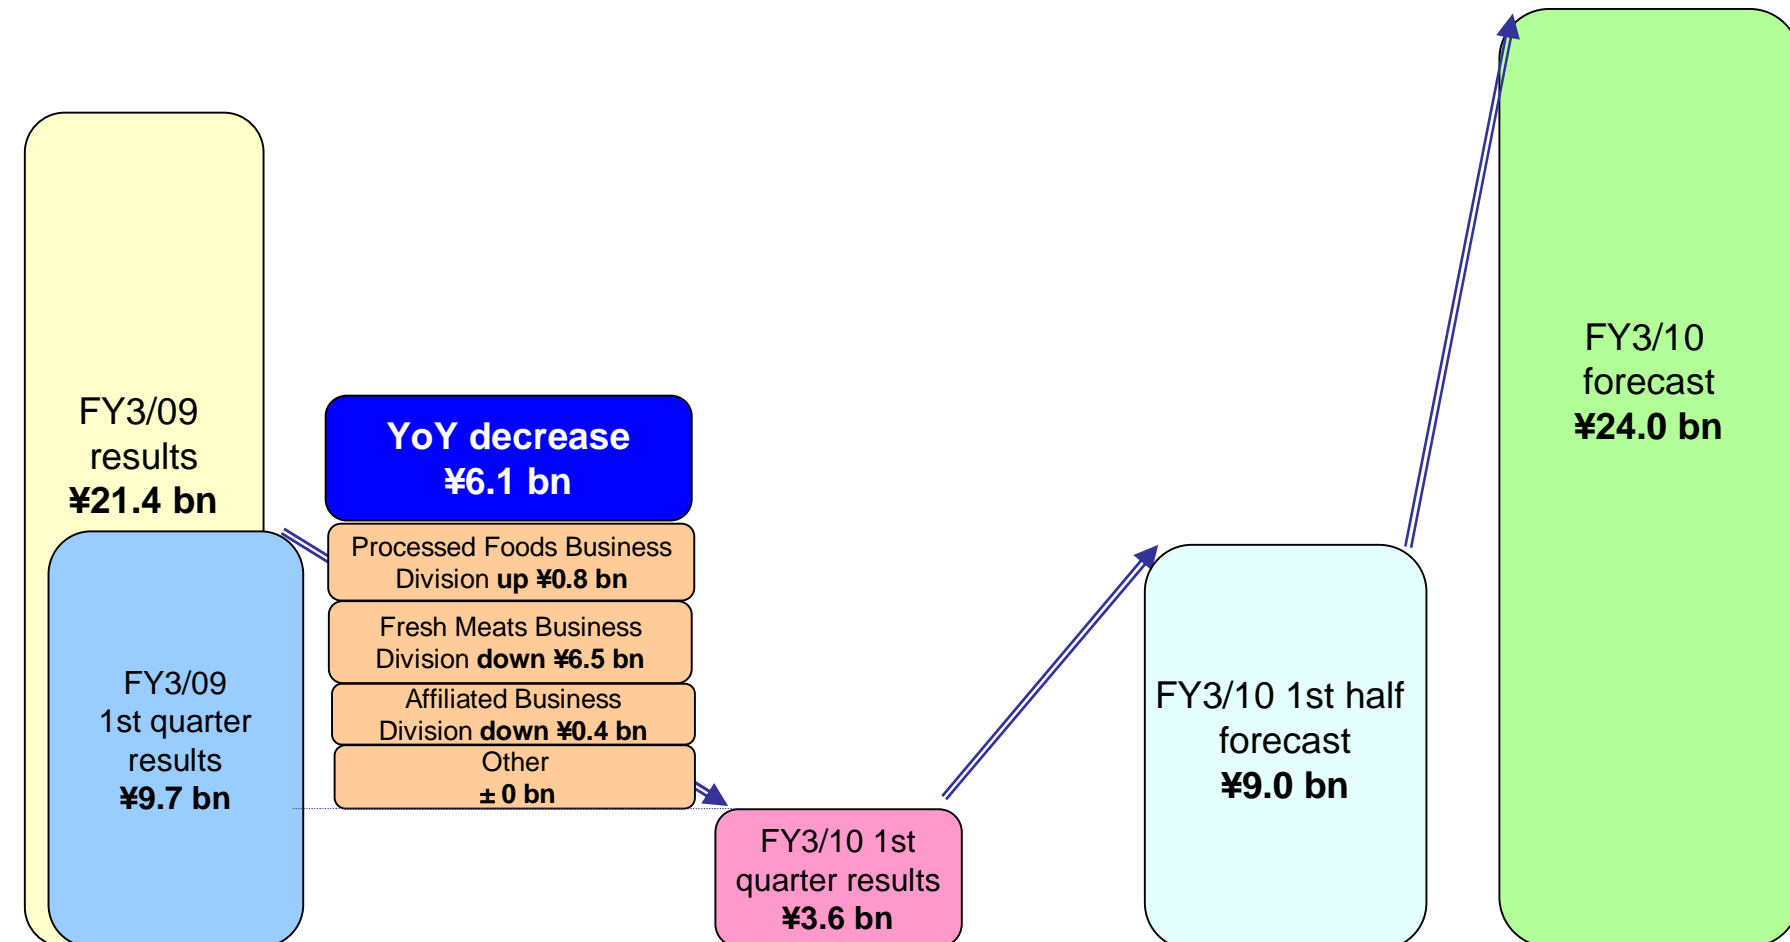 FY3/09
results
¥21.4 bn
FY3/09
1st quarter
results
¥9.7 bn
YoY decrease
¥6.1 bn
Processed Foods Business
Division up ¥0.8 bn
Fresh Meats Business
Division down ¥6.5 bn
Affiliated Business
Division down ¥0.4 bn
Other
± 0 bn
FY3/10 1st
quarter results
¥3.6 bn
FY3/10 1st half
forecast
¥9.0 bn
FY3/10
forecast
¥24.0 bn